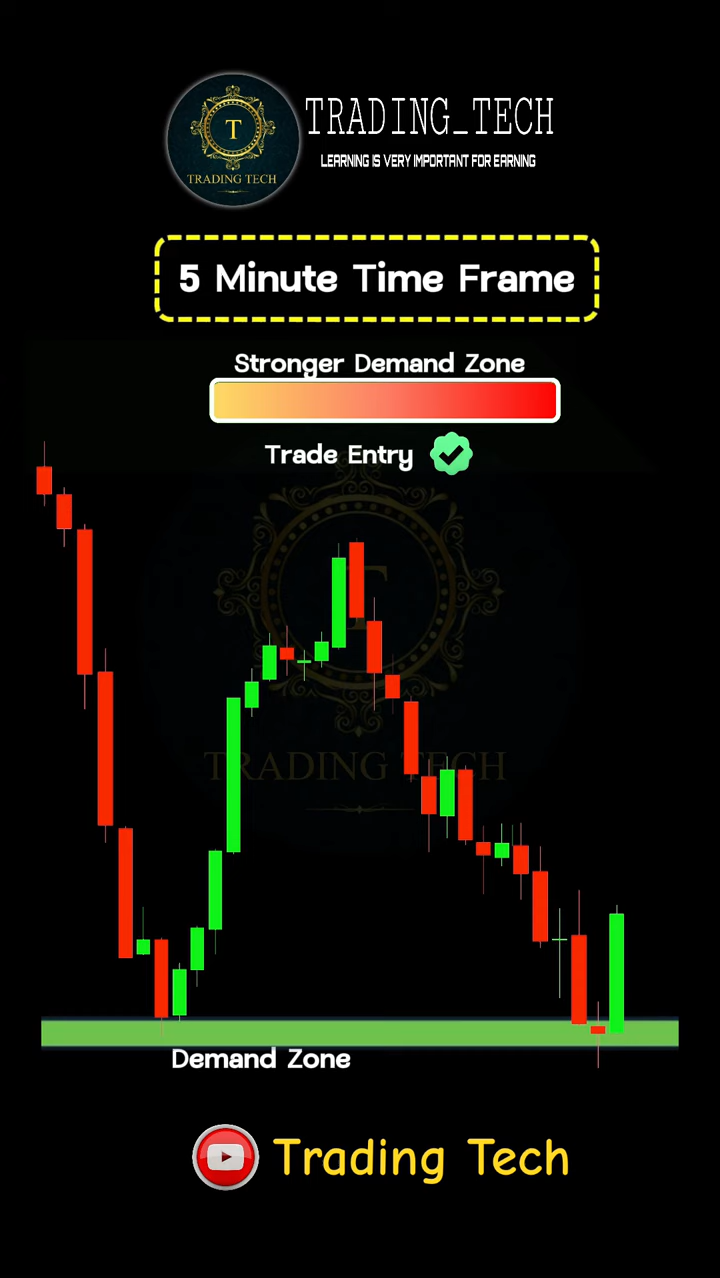 T
TRADING TECH
TRADING_TECH
LEARNING IS VERY IMPORTANT FOR EARNING
5 Minute Time Frame
Stronger Demand Zone
Trade Entry
T
TRADING TECH
Demand Zone
Trading Tech